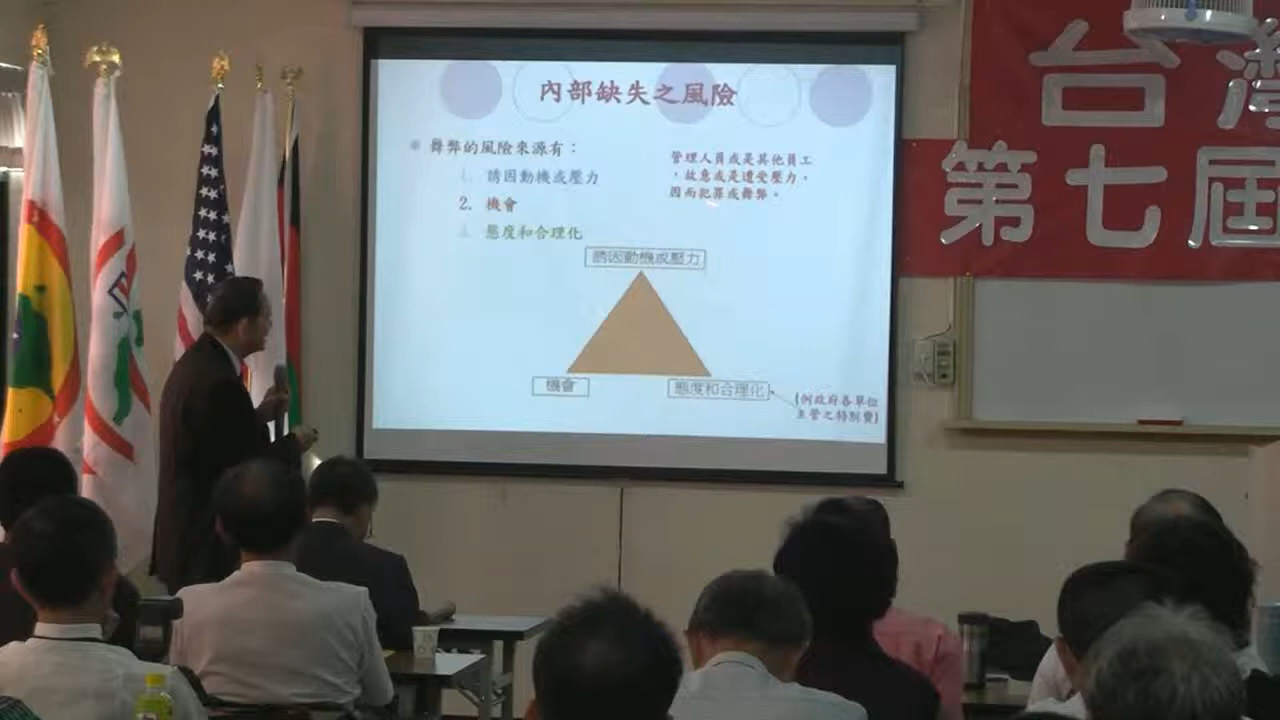 內部缺失之風險
舞弊的風險來源有：
1. 誘因動機或壓力
2. 機會
3. 態度和合理化
管理人員或是其他員工
，故意或是遭受壓力，
因而犯罪或舞弊。
誘因動機或壓力
機會
態度和合理化
(例政府各單位
主管之特別費)
台灣
第七屆